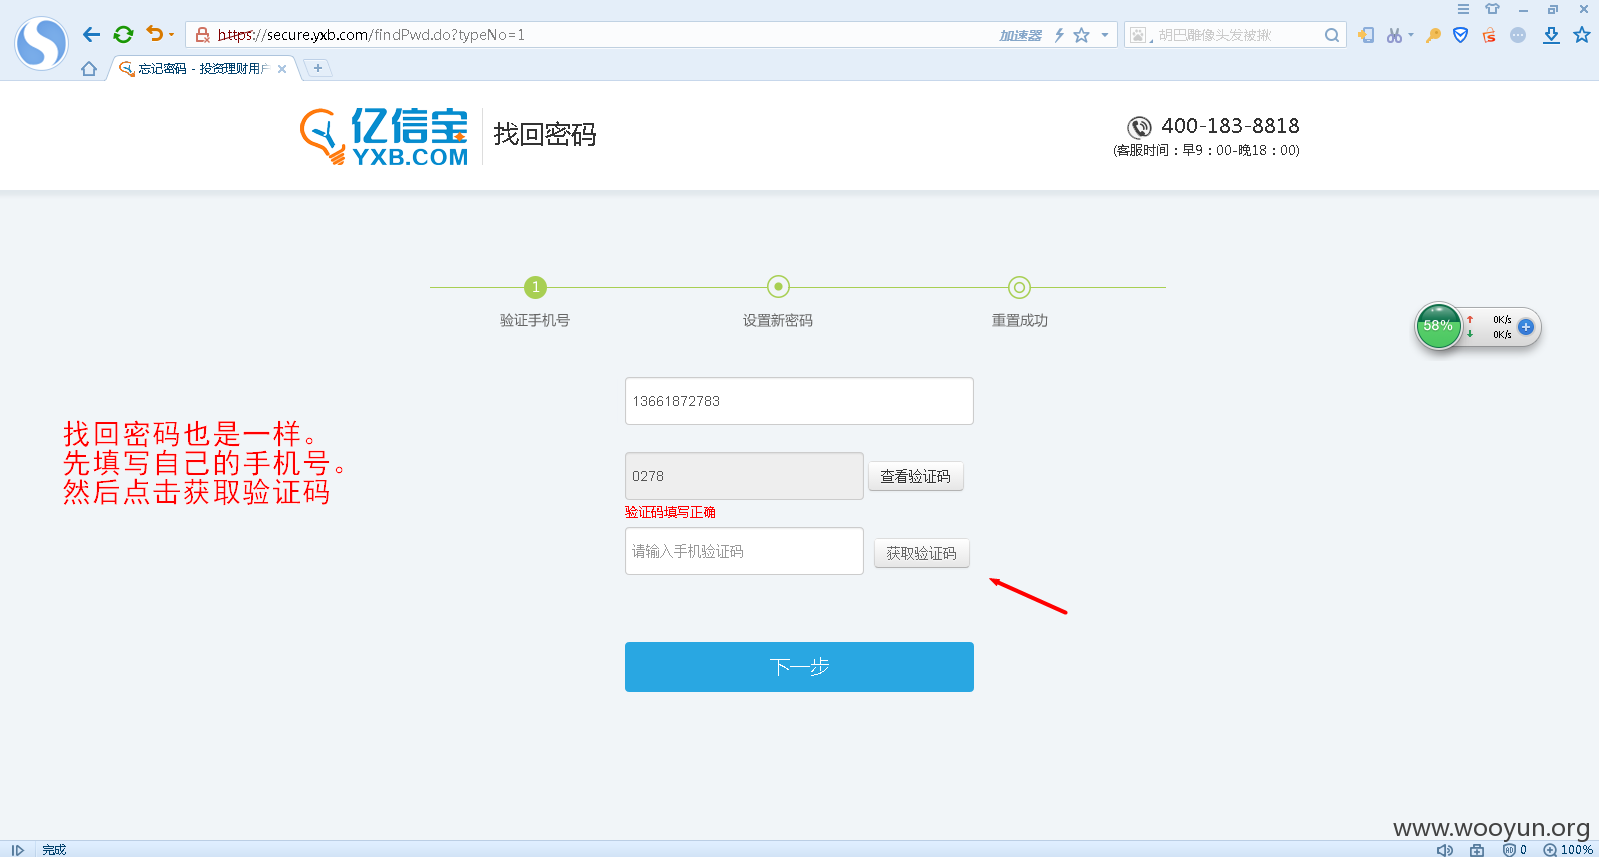 https://secure.yxb.com/findPwd.do?typeNo=1
加速器
胡巴雕像头发被揪
忘记密码 - 投资理财用户
亿信宝
YXB.COM
找回密码
400-183-8818
(客服时间：早9：00-晚18：00)
1
验证手机号
设置新密码
重置成功
58%
0K/s
0K/s
13661872783
找回密码也是一样。
先填写自己的手机号。
然后点击获取验证码
0278
查看验证码
验证码填写正确
请输入手机验证码
获取验证码
下一步
www.wooyun.org
完成
0
100%